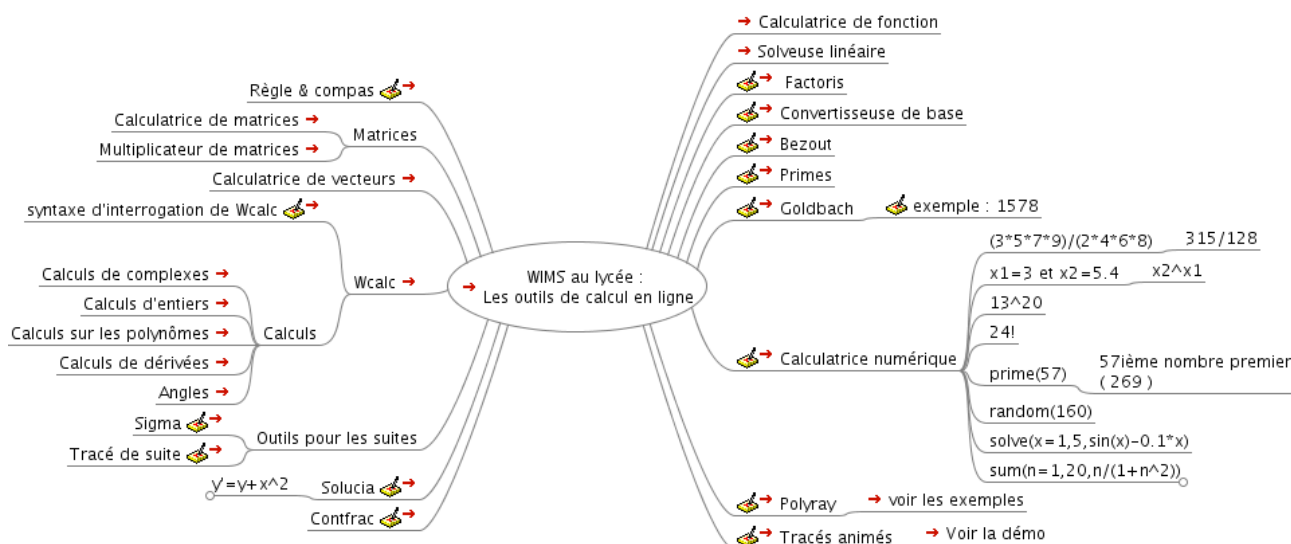 WIMS au lycée :
Les outils de calcul en ligne
Règle & compas
Matrices
Calculatrice de matrices
Multiplicateur de matrices
Calculatrice de vecteurs
Wcalc
syntaxe d'interrogation de Wcalc
Calculs
Calculs de complexes
Calculs d'entiers
Calculs sur les polynômes
Calculs de dérivées
Angles
Outils pour les suites
Sigma
Tracé de suite
Solucia
y'=y+x^2
Contfrac
Calculatrice de fonction
Solveuse linéaire
Factoris
Convertisseuse de base
Bezout
Primes
Goldbach
exemple : 1578
Calculatrice numérique
(3*5*7*9)/(2*4*6*8)
315/128
x1=3 et x2=5.4
x2^x1
13^20
24!
prime(57)
57ième nombre premier
( 269 )
random(160)
solve(x=1,5,sin(x)-0.1*x)
sum(n=1,20,n/(1+n^2))
Polyray
voir les exemples
Tracés animés
Voir la démo